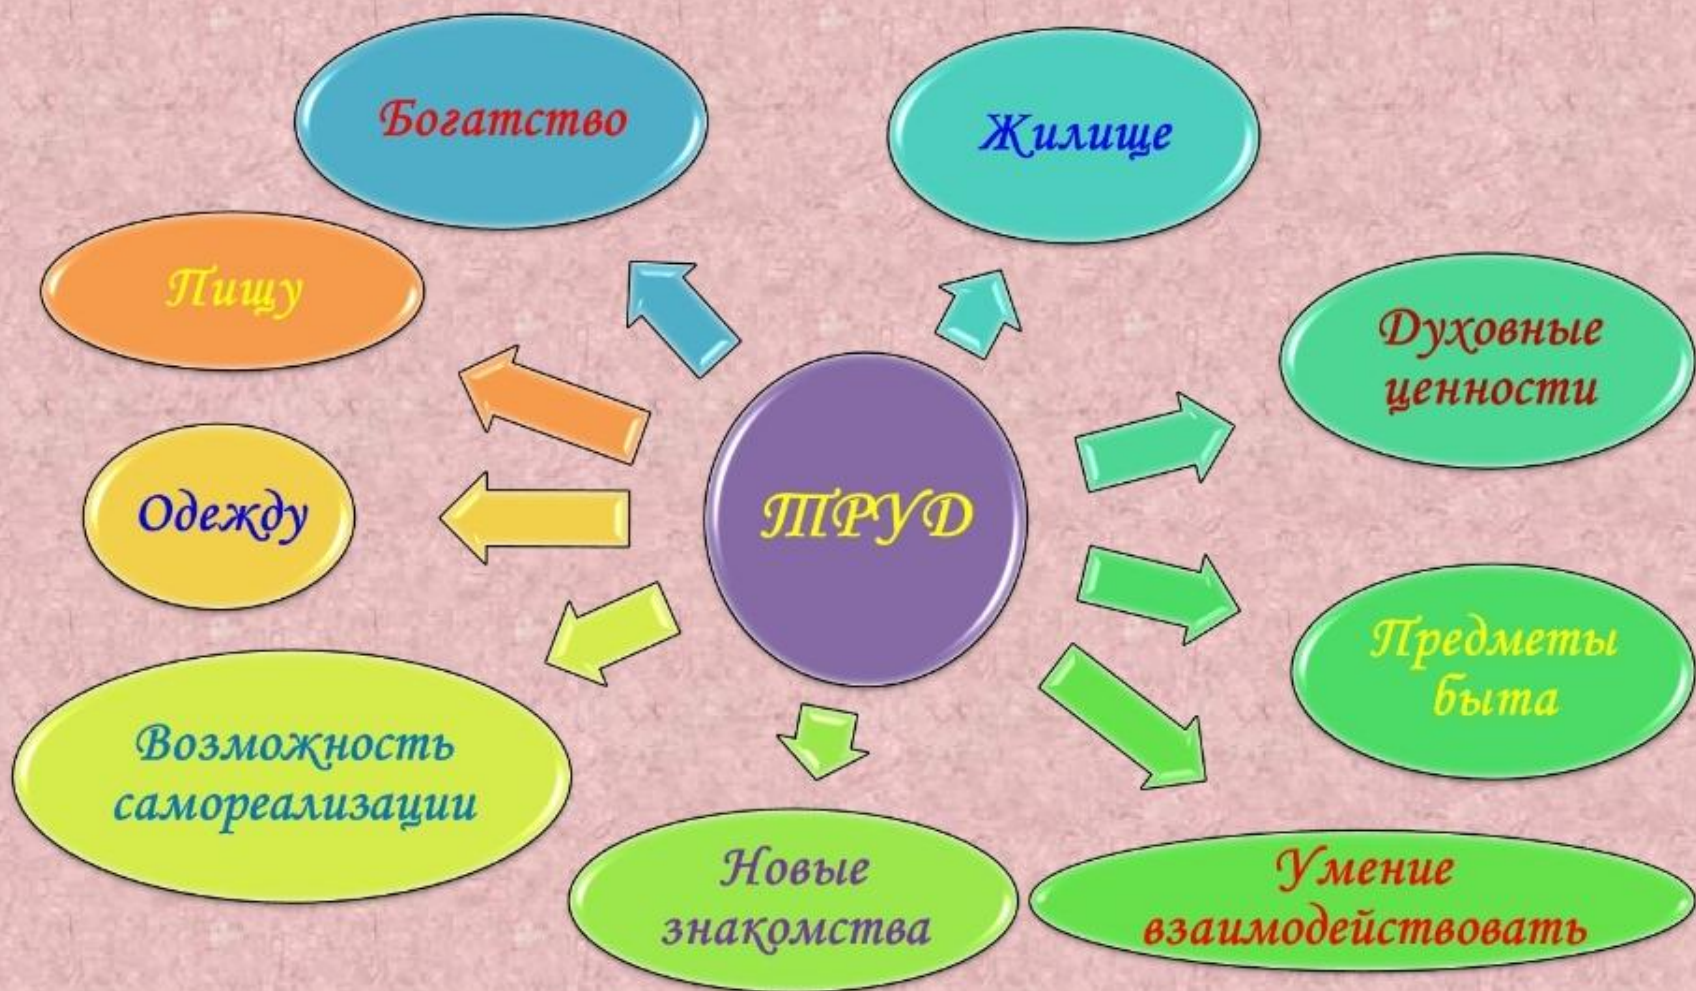 Богатство
Жилище
Пищу
Духовные
ценности
Одежду
ТРУД
Предметы
быта
Возможность
самореализации
Новые
знакомства
Умение
взаимодействовать